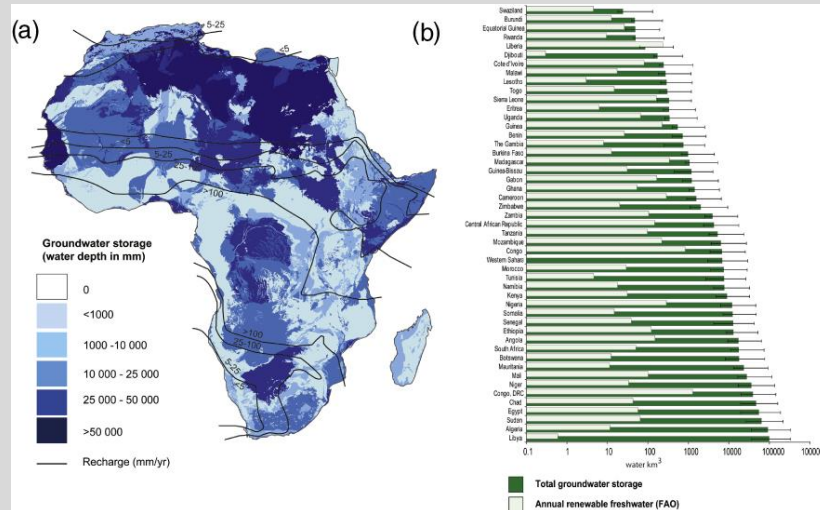 (a)
5-25
<5
<5
5-25
25-100
>100
>100
25-100
5-25
<5
Groundwater storage
(water depth in mm)
0
<1000
1000 -10 000
10 000 - 25 000
25 000 - 50 000
>50 000
Recharge (mm/yr)
(b)
Swaziland
Burundi
Equatorial Guinea
Rwanda
Liberia
Djibouti
Cote d'Ivoire
Malawi
Lesotho
Togo
Sierra Leone
Eritrea
Uganda
Guinea
Benin
The Gambia
Burkina Faso
Madagascar
Guinea-Bissau
Gabon
Ghana
Cameroon
Zimbabwe
Zambia
Central African Republic
Tanzania
Mozambique
Congo
Western Sahara
Morocco
Tunisia
Namibia
Kenya
Nigeria
Somolia
Senegal
Ethiopia
Angola
South Africa
Botswana
Mauritania
Mali
Niger
Congo, DRC
Chad
Egypt
Sudan
Algeria
Libya
0.1 1 10 100 1000 10000 100000 1000000
water km³
Total groundwater storage
Annual renewable freshwater (FAO)